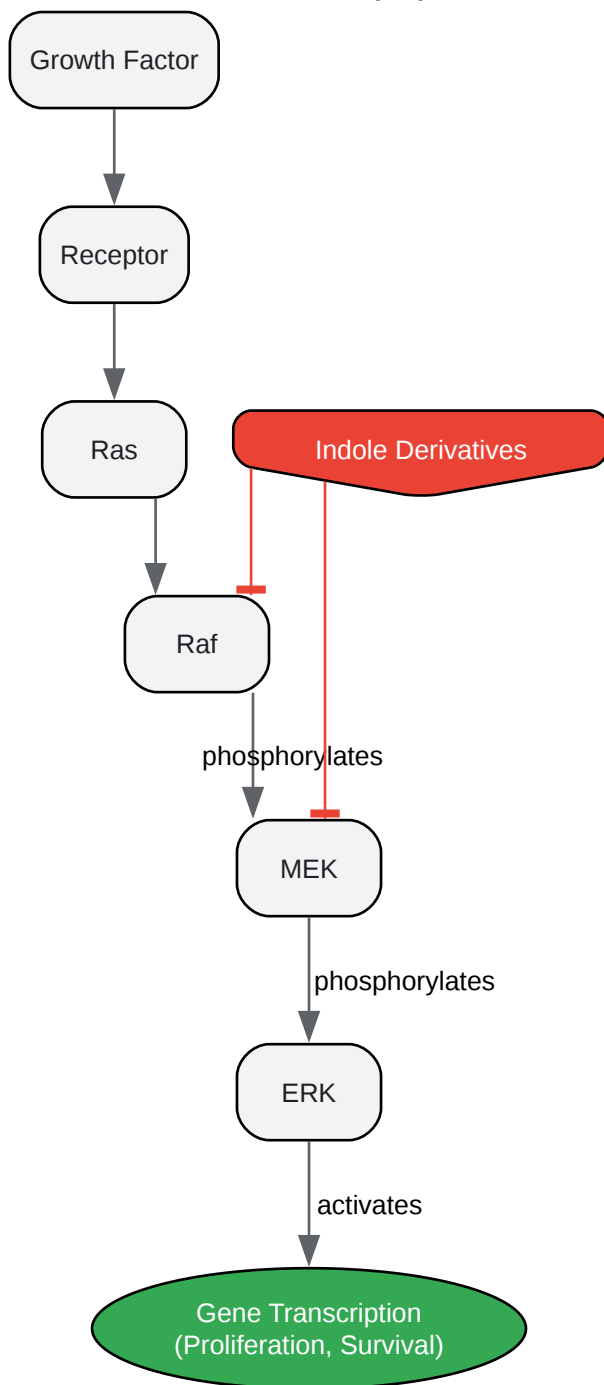 Growth Factor
Receptor
Ras
Indole Derivatives
Raf
phosphorylates
MEK
phosphorylates
ERK
activates
Gene Transcription
(Proliferation, Survival)